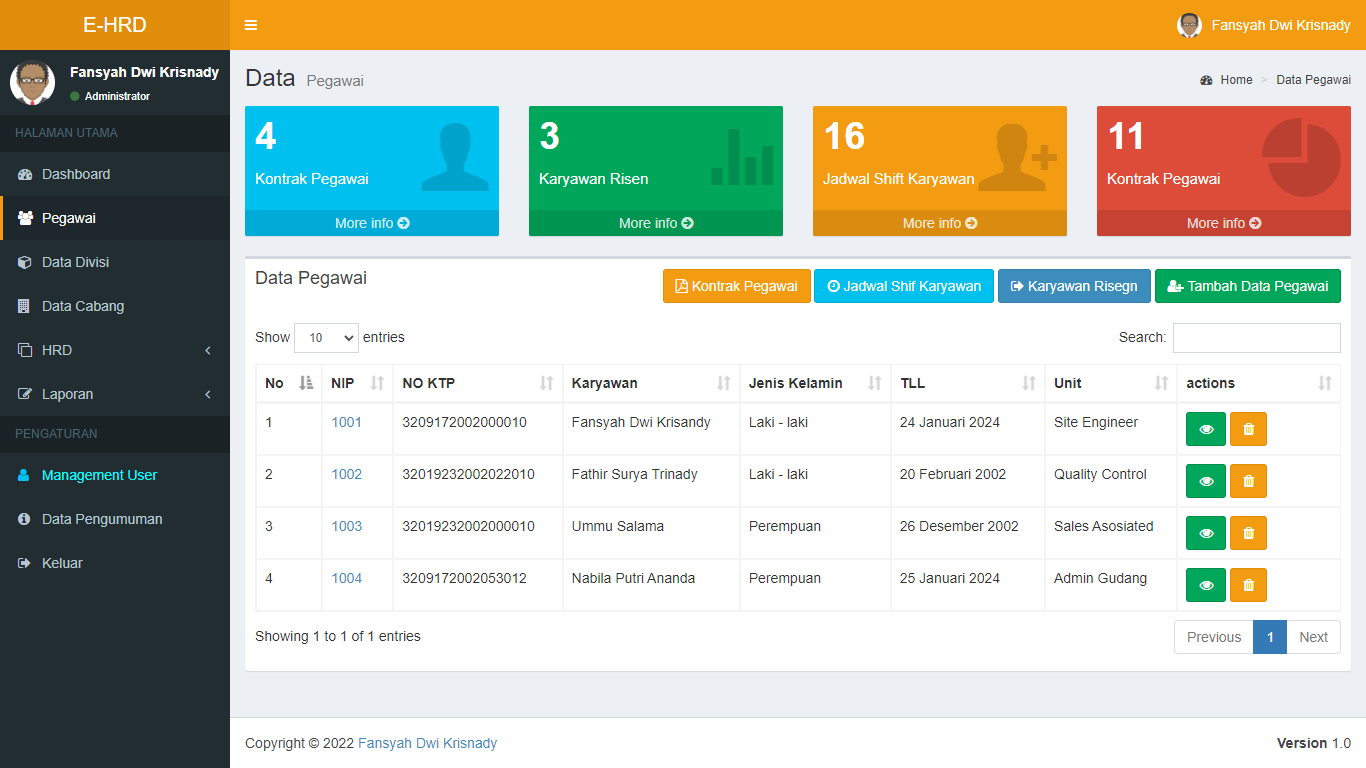 E-HRD
Fansyah Dwi Krisnady
Fansyah Dwi Krisnady
Administrator
HALAMAN UTAMA
Dashboard
Pegawai
Data Divisi
Data Cabang
HRD
Laporan
PENGATURAN
Management User
Data Pengumuman
Keluar
Data Pegawai
Home > Data Pegawai
4
Kontrak Pegawai
More info
3
Karyawan Risen
More info
16
Jadwal Shift Karyawan
More info
11
Kontrak Pegawai
More info
Data Pegawai
Kontrak Pegawai Jadwal Shif Karyawan Karyawan Risegn Tambah Data Pegawai
Show 10 entries Search:
No NIP NO KTP Karyawan Jenis Kelamin TLL Unit actions
1 1001 3209172002000010 Fansyah Dwi Krisandy Laki - laki 24 Januari 2024 Site Engineer
2 1002 32019232002022010 Fathir Surya Trinady Laki - laki 20 Februari 2002 Quality Control
3 1003 32019232002000010 Ummu Salama Perempuan 26 Desember 2002 Sales Asosiated
4 1004 3209172002053012 Nabila Putri Ananda Perempuan 25 Januari 2024 Admin Gudang
Showing 1 to 1 of 1 entries Previous 1 Next
Copyright © 2022 Fansyah Dwi Krisnady Version 1.0